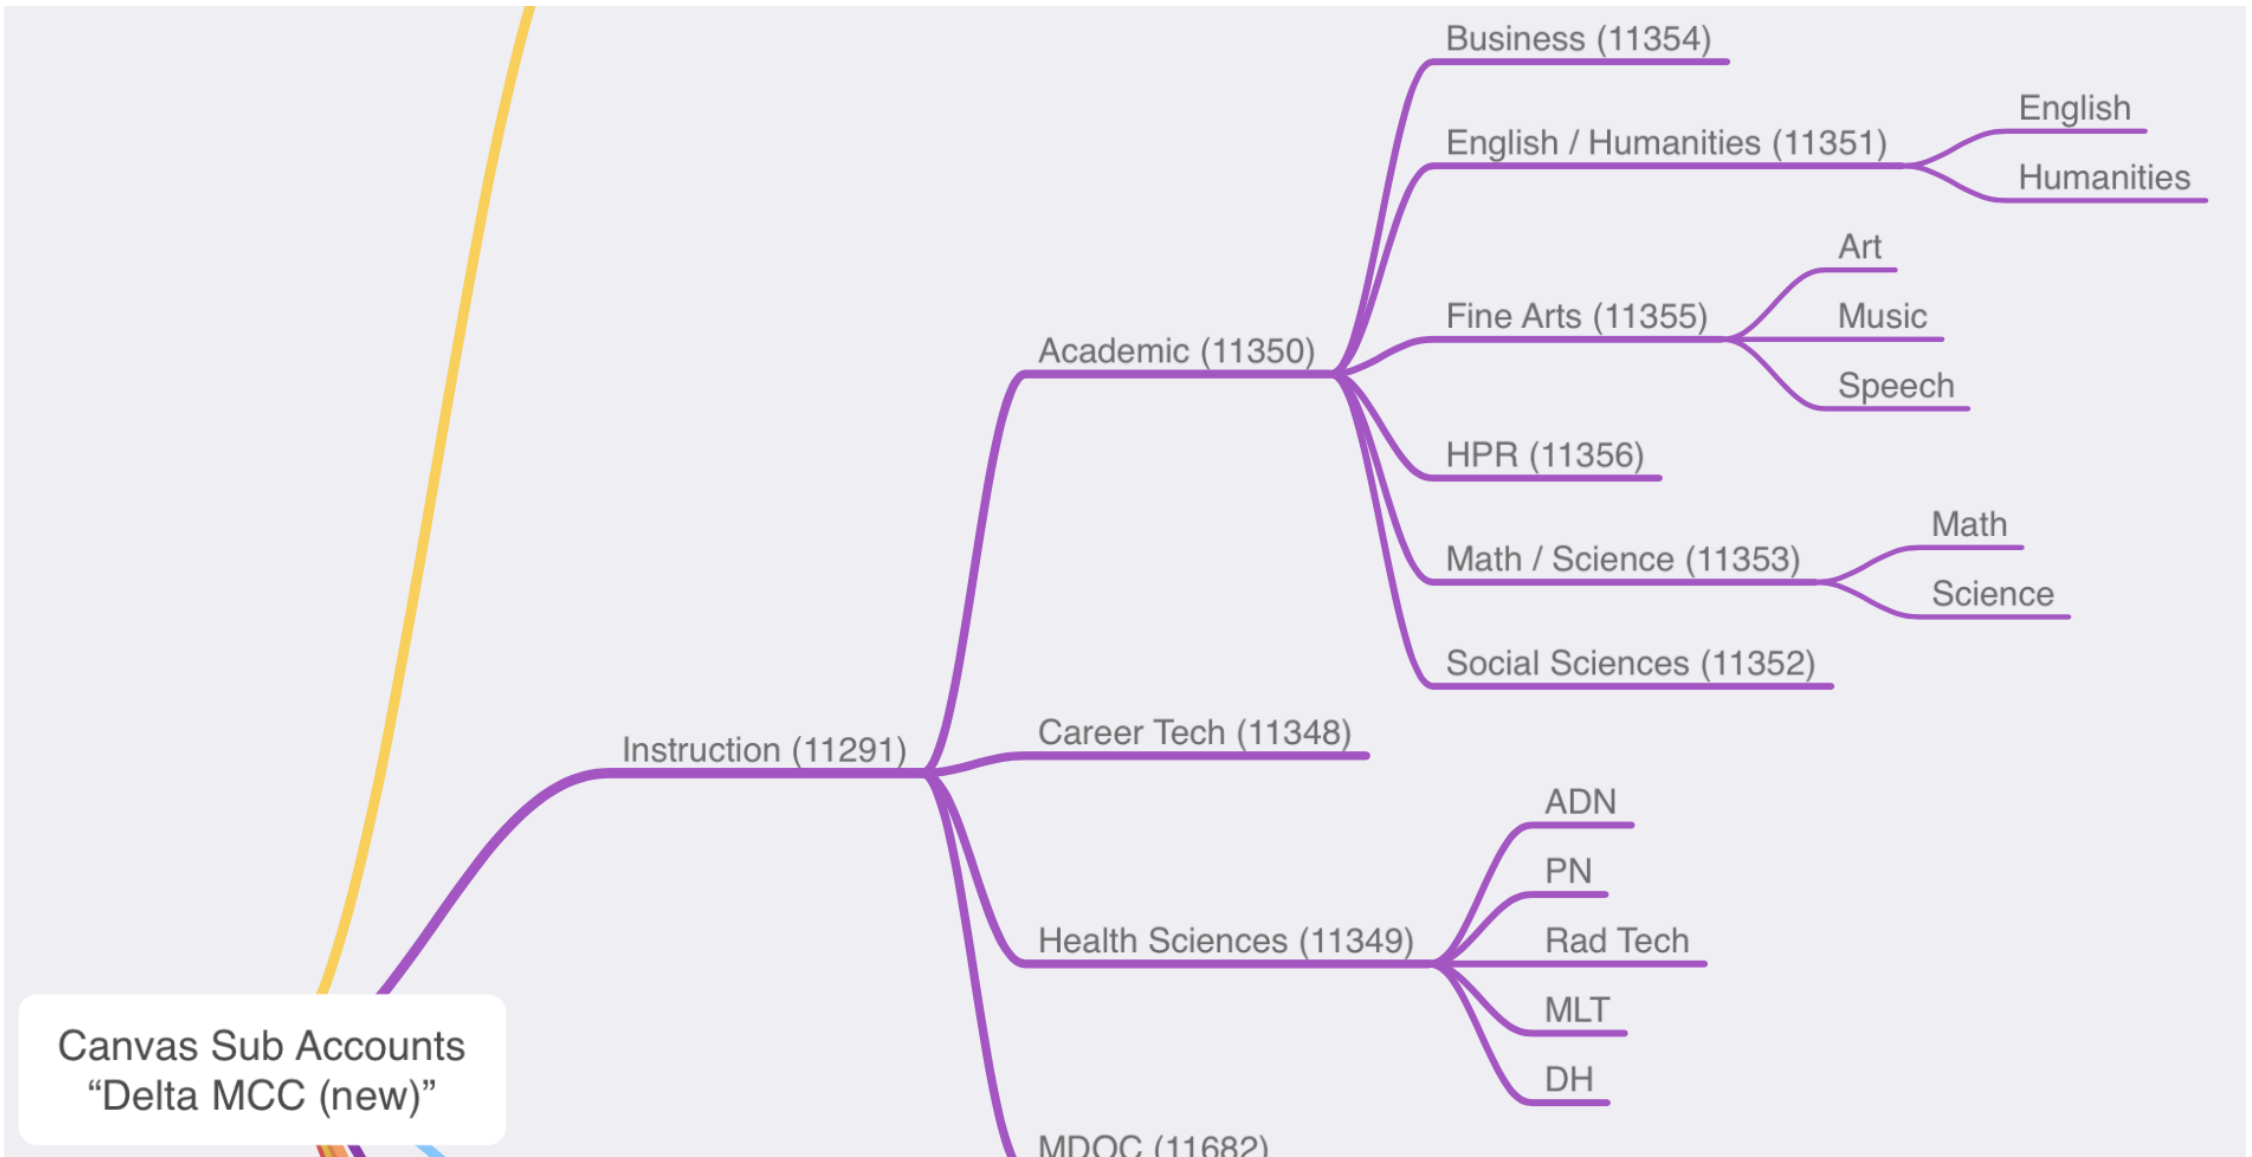 Business (11354)
English / Humanities (11351)
English
Humanities
Fine Arts (11355)
Art
Music
Speech
Academic (11350)
HPR (11356)
Math / Science (11353)
Math
Science
Social Sciences (11352)
Instruction (11291)
Career Tech (11348)
Health Sciences (11349)
ADN
PN
Rad Tech
MLT
DH
MDOC (11682)
Canvas Sub Accounts
“Delta MCC (new)”